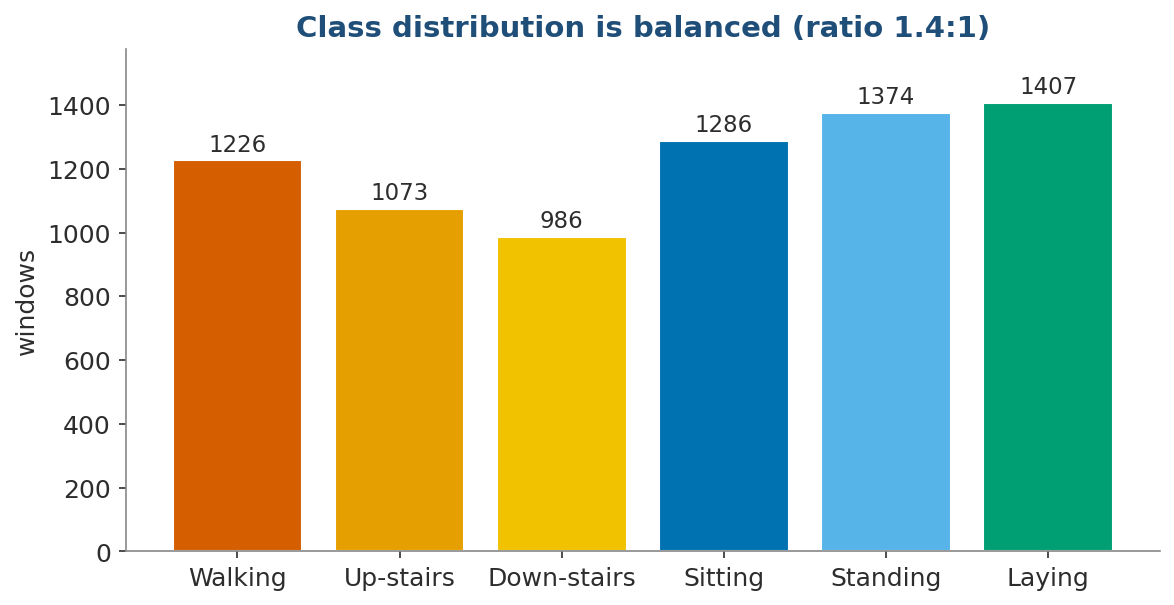 Class distribution is balanced (ratio 1.4:1)
windows
1400
1200
1000
800
600
400
200
0
1226
1073
986
1286
1374
1407
Walking
Up-stairs
Down-stairs
Sitting
Standing
Laying